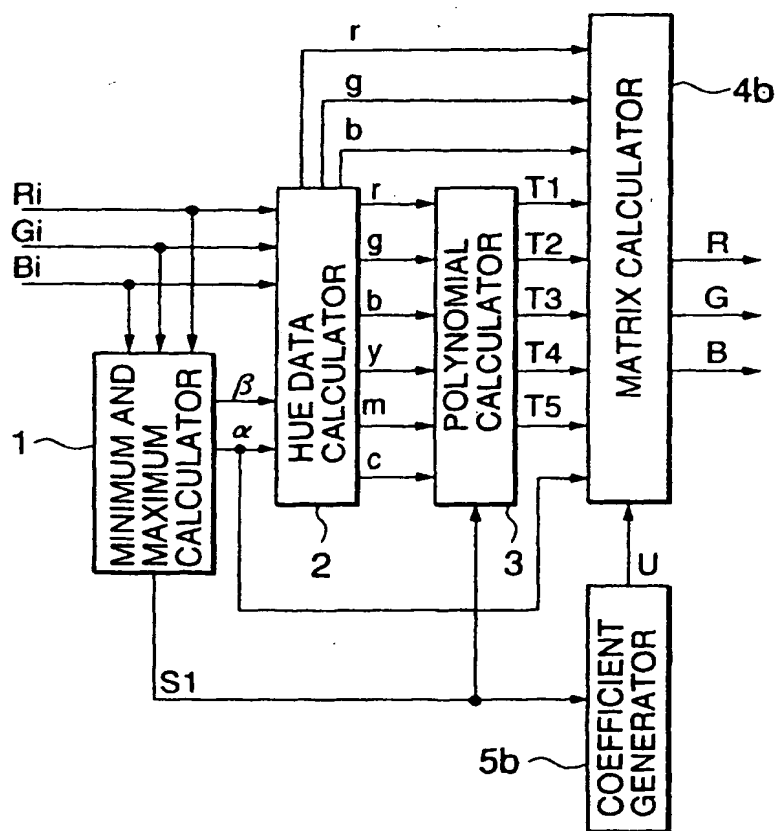 r
g
b
4b
MATRIX CALCULATOR
Ri
Gi
Bi
r
g
b
y
m
c
HUE DATA
CALCULATOR
2
POLYNOMIAL
CALCULATOR
3
T1
T2
T3
T4
T5
R
G
B
β
α
1
MINIMUM AND
MAXIMUM
CALCULATOR
S1
U
COEFFICIENT
GENERATOR
5b